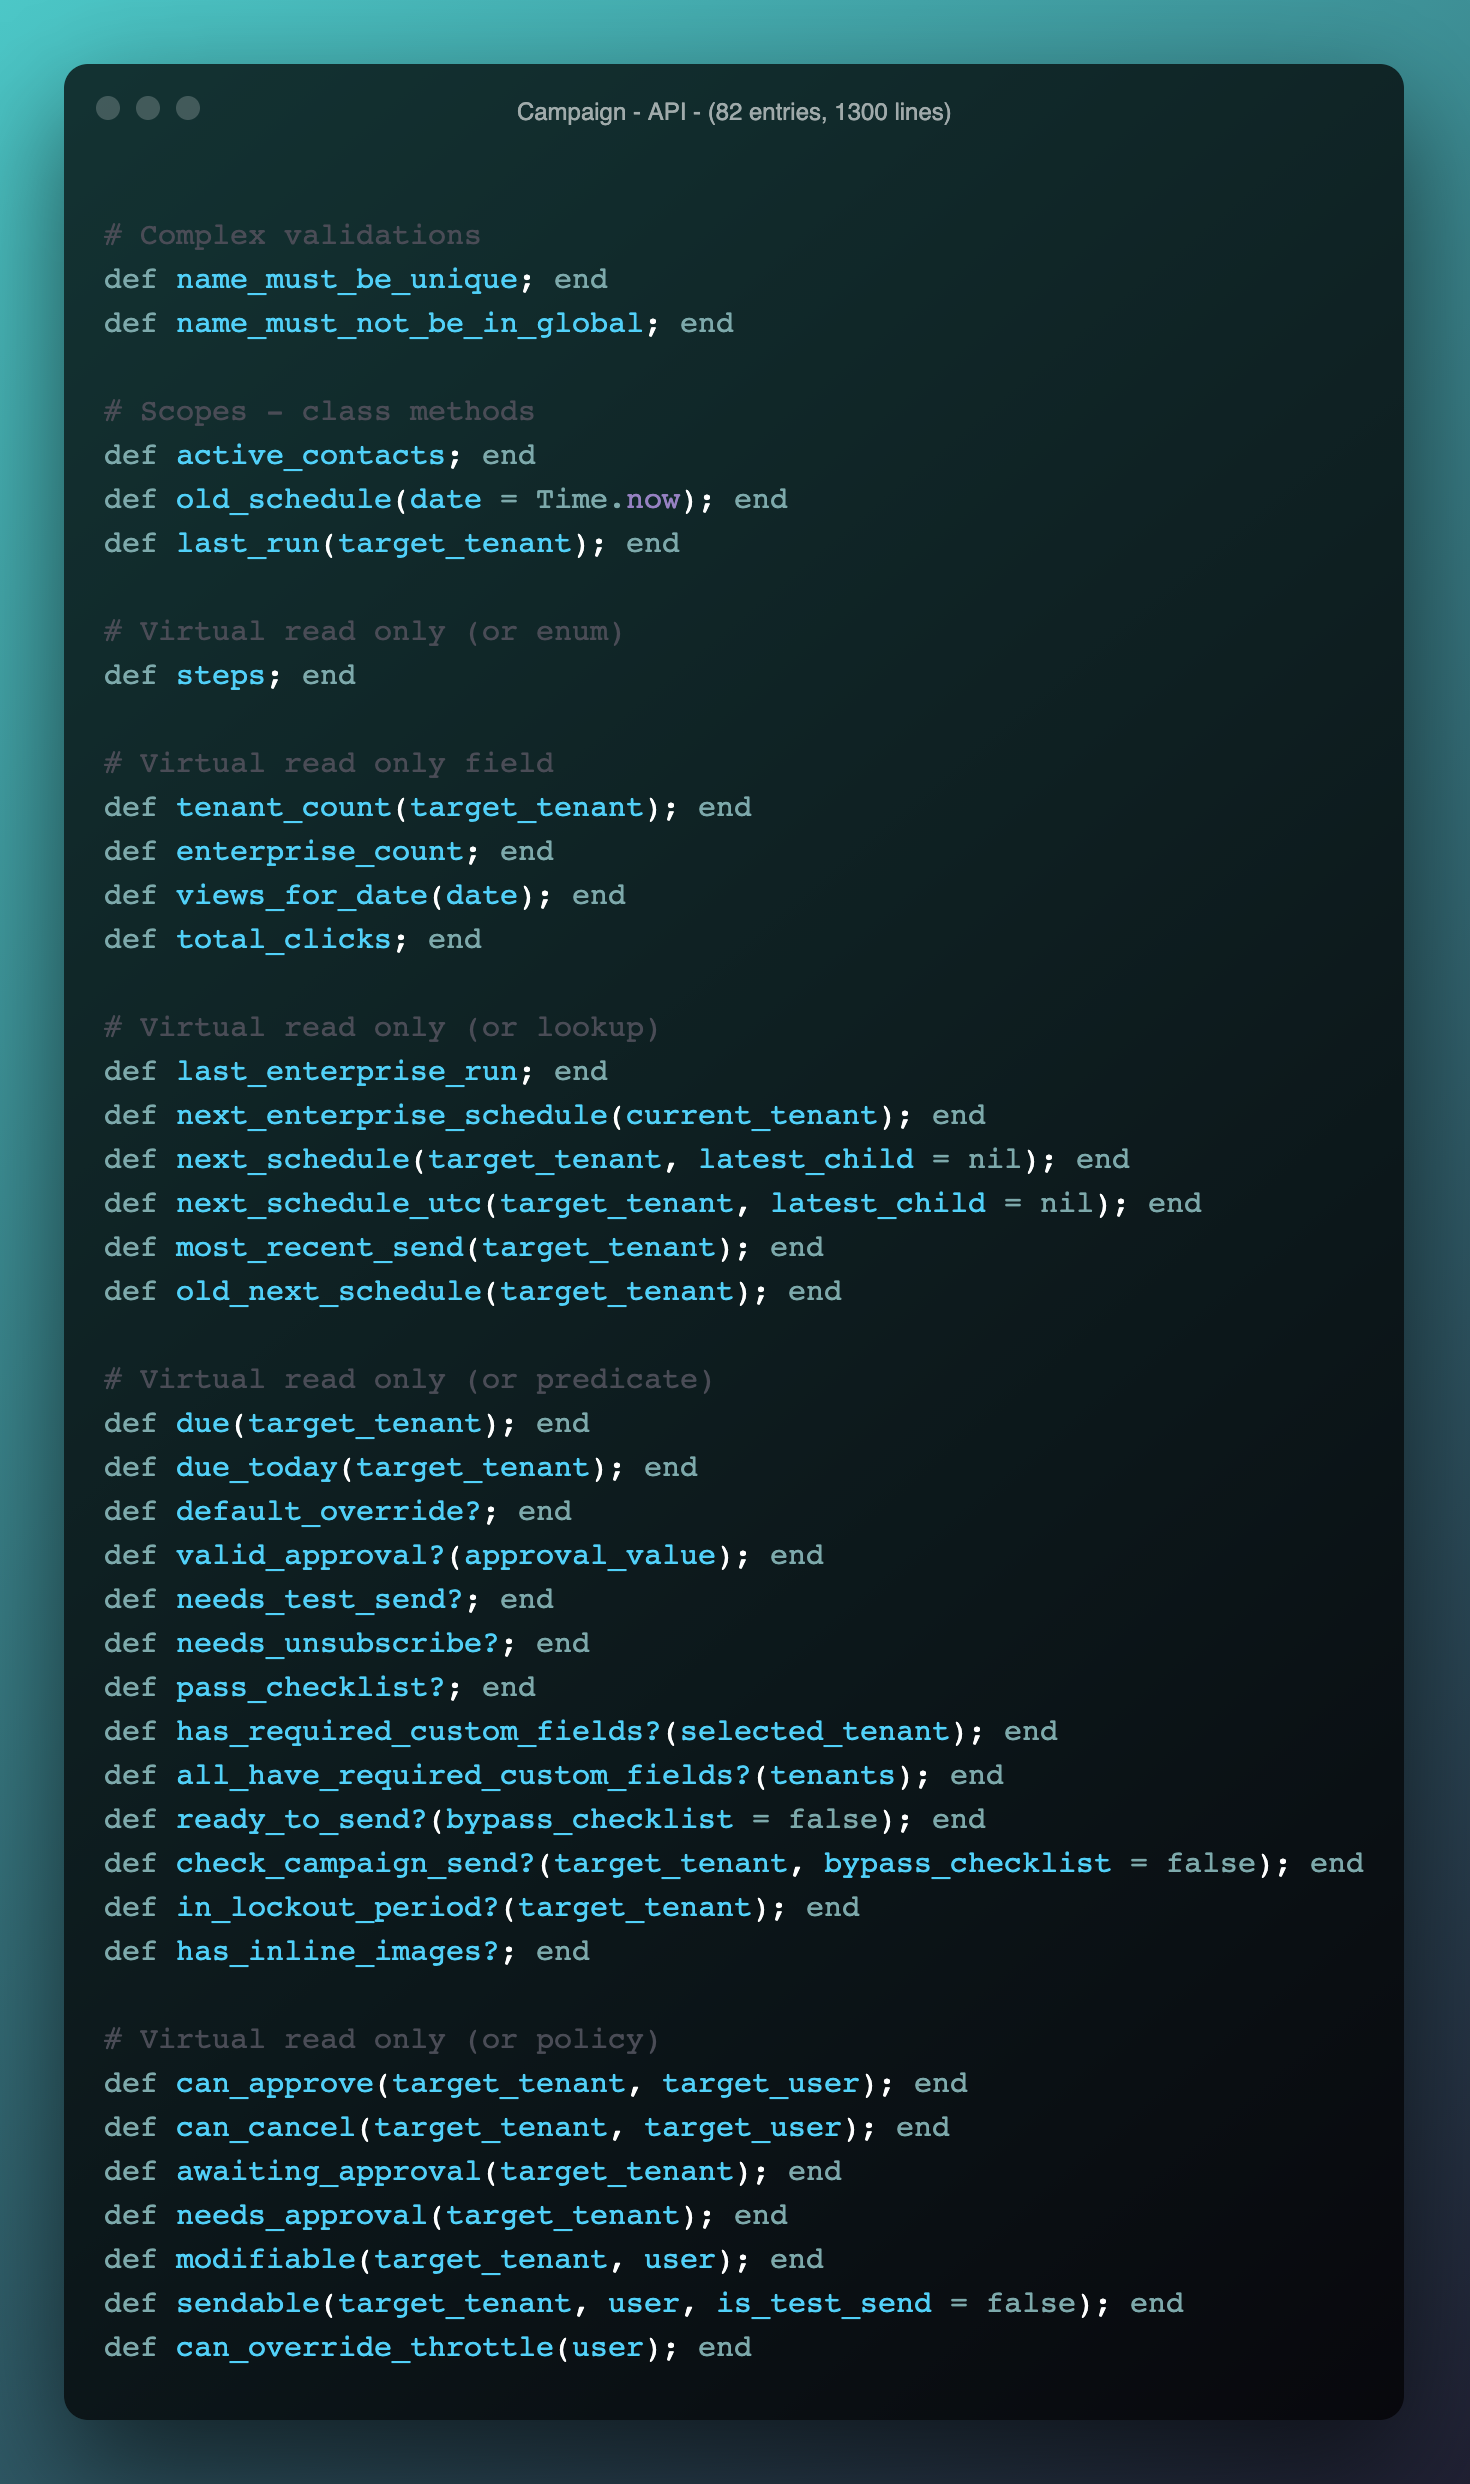 Campaign - API - (82 entries, 1300 lines)
# Complex validations
def name_must_be_unique; end
def name_must_not_be_in_global; end
# Scopes - class methods
def active_contacts; end
def old_schedule(date = Time.now); end
def last_run(target_tenant); end
# Virtual read only (or enum)
def steps; end
# Virtual read only field
def tenant_count(target_tenant); end
def enterprise_count; end
def views_for_date(date); end
def total_clicks; end
# Virtual read only (or lookup)
def last_enterprise_run; end
def next_enterprise_schedule(current_tenant); end
def next_schedule(target_tenant, latest_child = nil); end
def next_schedule_utc(target_tenant, latest_child = nil); end
def most_recent_send(target_tenant); end
def old_next_schedule(target_tenant); end
# Virtual read only (or predicate)
def due(target_tenant); end
def due_today(target_tenant); end
def default_override?; end
def valid_approval?(approval_value); end
def needs_test_send?; end
def needs_unsubscribe?; end
def pass_checklist?; end
def has_required_custom_fields?(selected_tenant); end
def all_have_required_custom_fields?(tenants); end
def ready_to_send?(bypass_checklist = false); end
def check_campaign_send?(target_tenant, bypass_checklist = false); end
def in_lockout_period?(target_tenant); end
def has_inline_images?; end
# Virtual read only (or policy)
def can_approve(target_tenant, target_user); end
def can_cancel(target_tenant, target_user); end
def awaiting_approval(target_tenant); end
def needs_approval(target_tenant); end
def modifiable(target_tenant, user); end
def sendable(target_tenant, user, is_test_send = false); end
def can_override_throttle(user); end